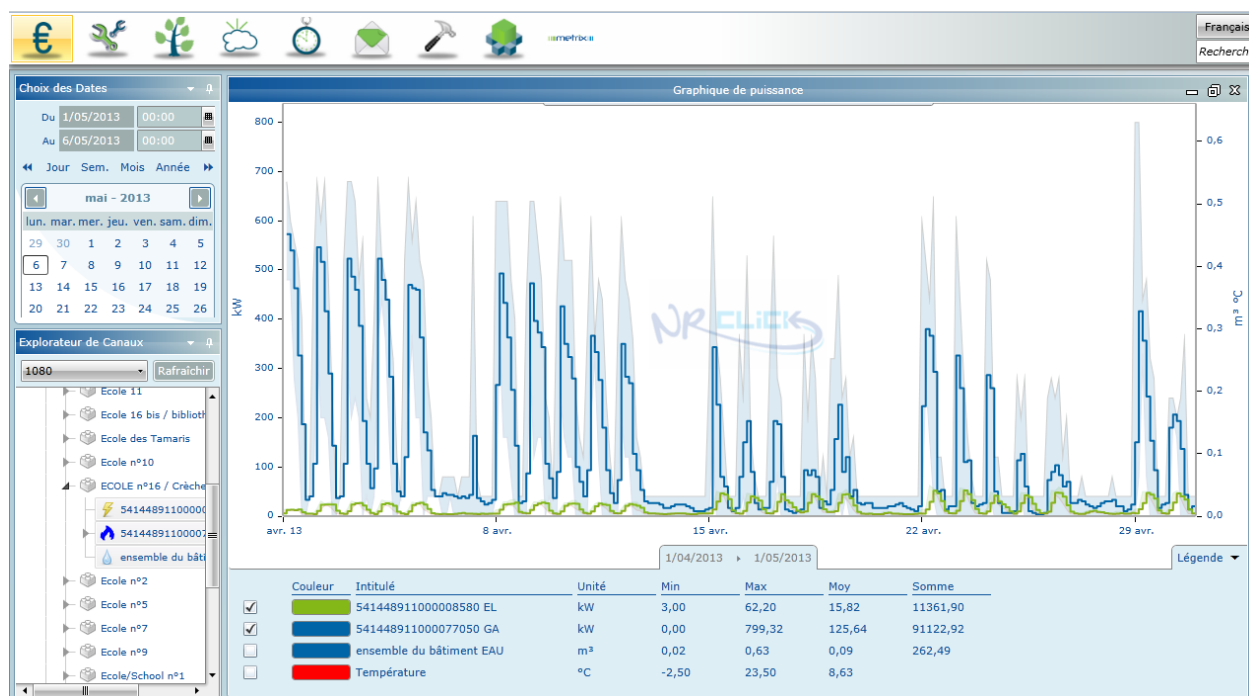 metrix
Français
Recherch
Choix des Dates
Du 1/05/2013 00:00
Au 6/05/2013 00:00
Jour Sem. Mois Année
mai - 2013
lun. mar. mer. jeu. ven. sam. dim.
29 30 1 2 3 4 5
6 7 8 9 10 11 12
13 14 15 16 17 18 19
20 21 22 23 24 25 26
Explorateur de Canaux
1080 Rafraîchir
Ecole 11
Ecole 16 bis / biblioth
Ecole des Tamaris
Ecole n°10
ECOLE n°16 / Crèche
54144891100000
54144891100007
ensemble du bâti
Ecole n°2
Ecole n°5
Ecole n°7
Ecole n°9
Ecole/School n°1
Graphique de puissance
800
700
600
500
400
300
200
100
0
kW
0,6
0,5
0,4
0,3
0,2
0,1
0,0
m³ °C
NR CLiCK
avr. 13 8 avr. 15 avr. 22 avr. 29 avr.
1/04/2013 1/05/2013
Légende
Couleur Intitulé Unité Min Max Moy Somme
541448911000008580 EL kW 3,00 62,20 15,82 11361,90
541448911000077050 GA kW 0,00 799,32 125,64 91122,92
ensemble du bâtiment EAU m³ 0,02 0,63 0,09 262,49
Température °C -2,50 23,50 8,63